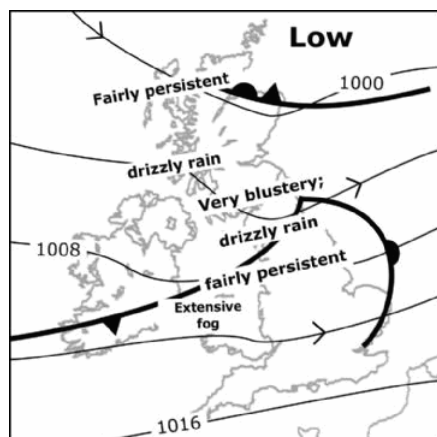 Low
Fairly persistent
1000
drizzly rain
Very blustery;
drizzly rain
1008
fairly persistent
Extensive
fog
1016